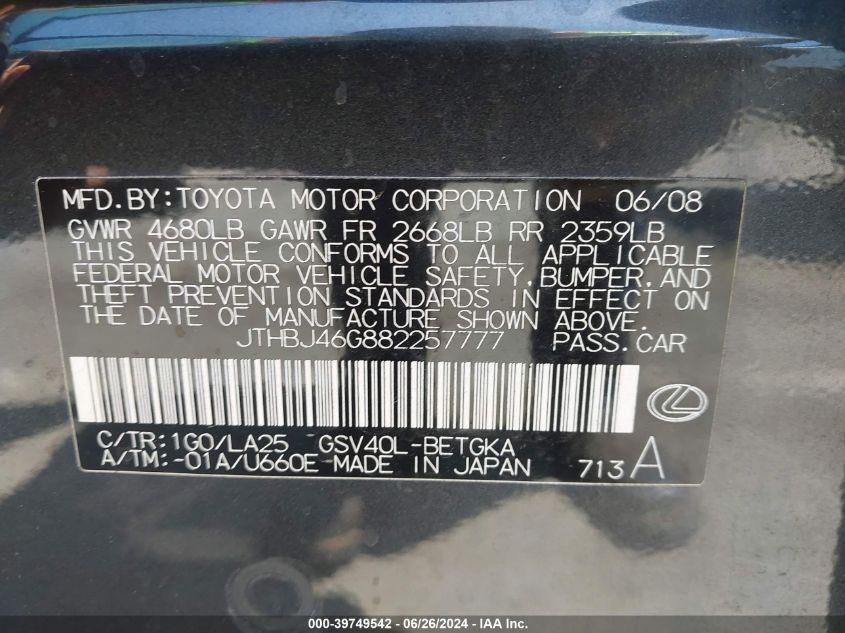 MFD.BY:TOYOTA MOTOR CORPORATION 06/08
GVWR 4680LB GAWR FR 2668LB RR 2359LB
THIS VEHICLE CONFORMS TO ALL APPLICABLE
FEDERAL MOTOR VEHICLE SAFETY,BUMPER,AND
THEFT PREVENTION STANDARDS IN EFFECT ON
THE DATE OF MANUFACTURE SHOWN ABOVE.
JTHBJ46G882257777 PASS.CAR
C/TR:1G0/LA25 GSV40L-BETGKA
A/TM:-01A/U660E MADE IN JAPAN 713A
000-39749542 - 06/26/2024 - IAA Inc.